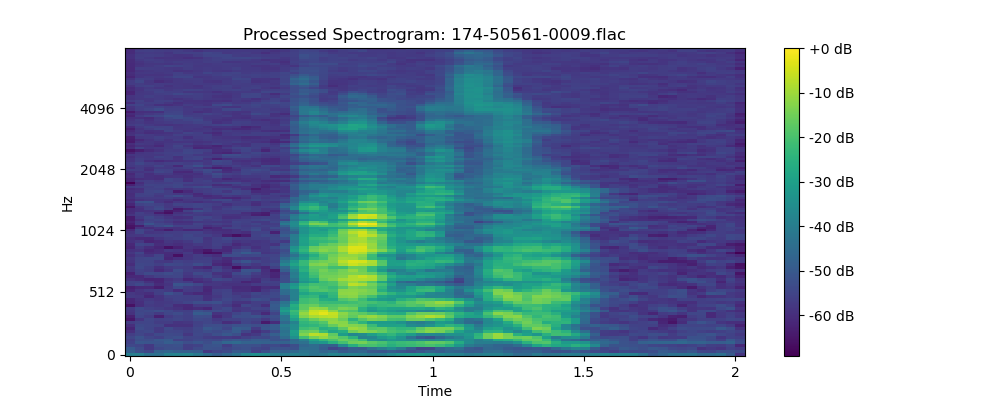 Processed Spectrogram: 174-50561-0009.flac
+0 dB
-10 dB
-20 dB
-30 dB
-40 dB
-50 dB
-60 dB
4096
2048
1024
512
0
Hz
0 0.5 1 1.5 2
Time